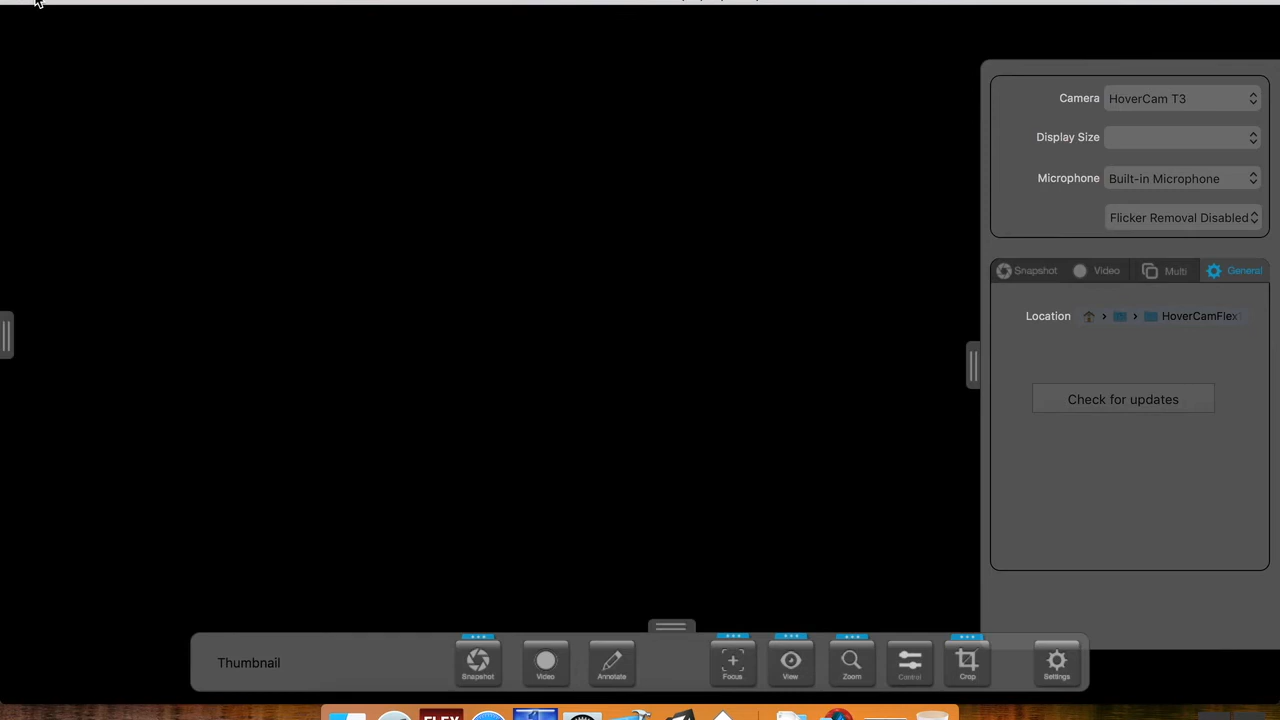 Camera HoverCam T3
Display Size
Microphone Built-in Microphone
Flicker Removal Disabled
Snapshot Video Multi General
Location HoverCamFlex
Check for updates
Thumbnail
Snapshot Video Annotate Focus View Zoom Control Crop Settings
FLEX